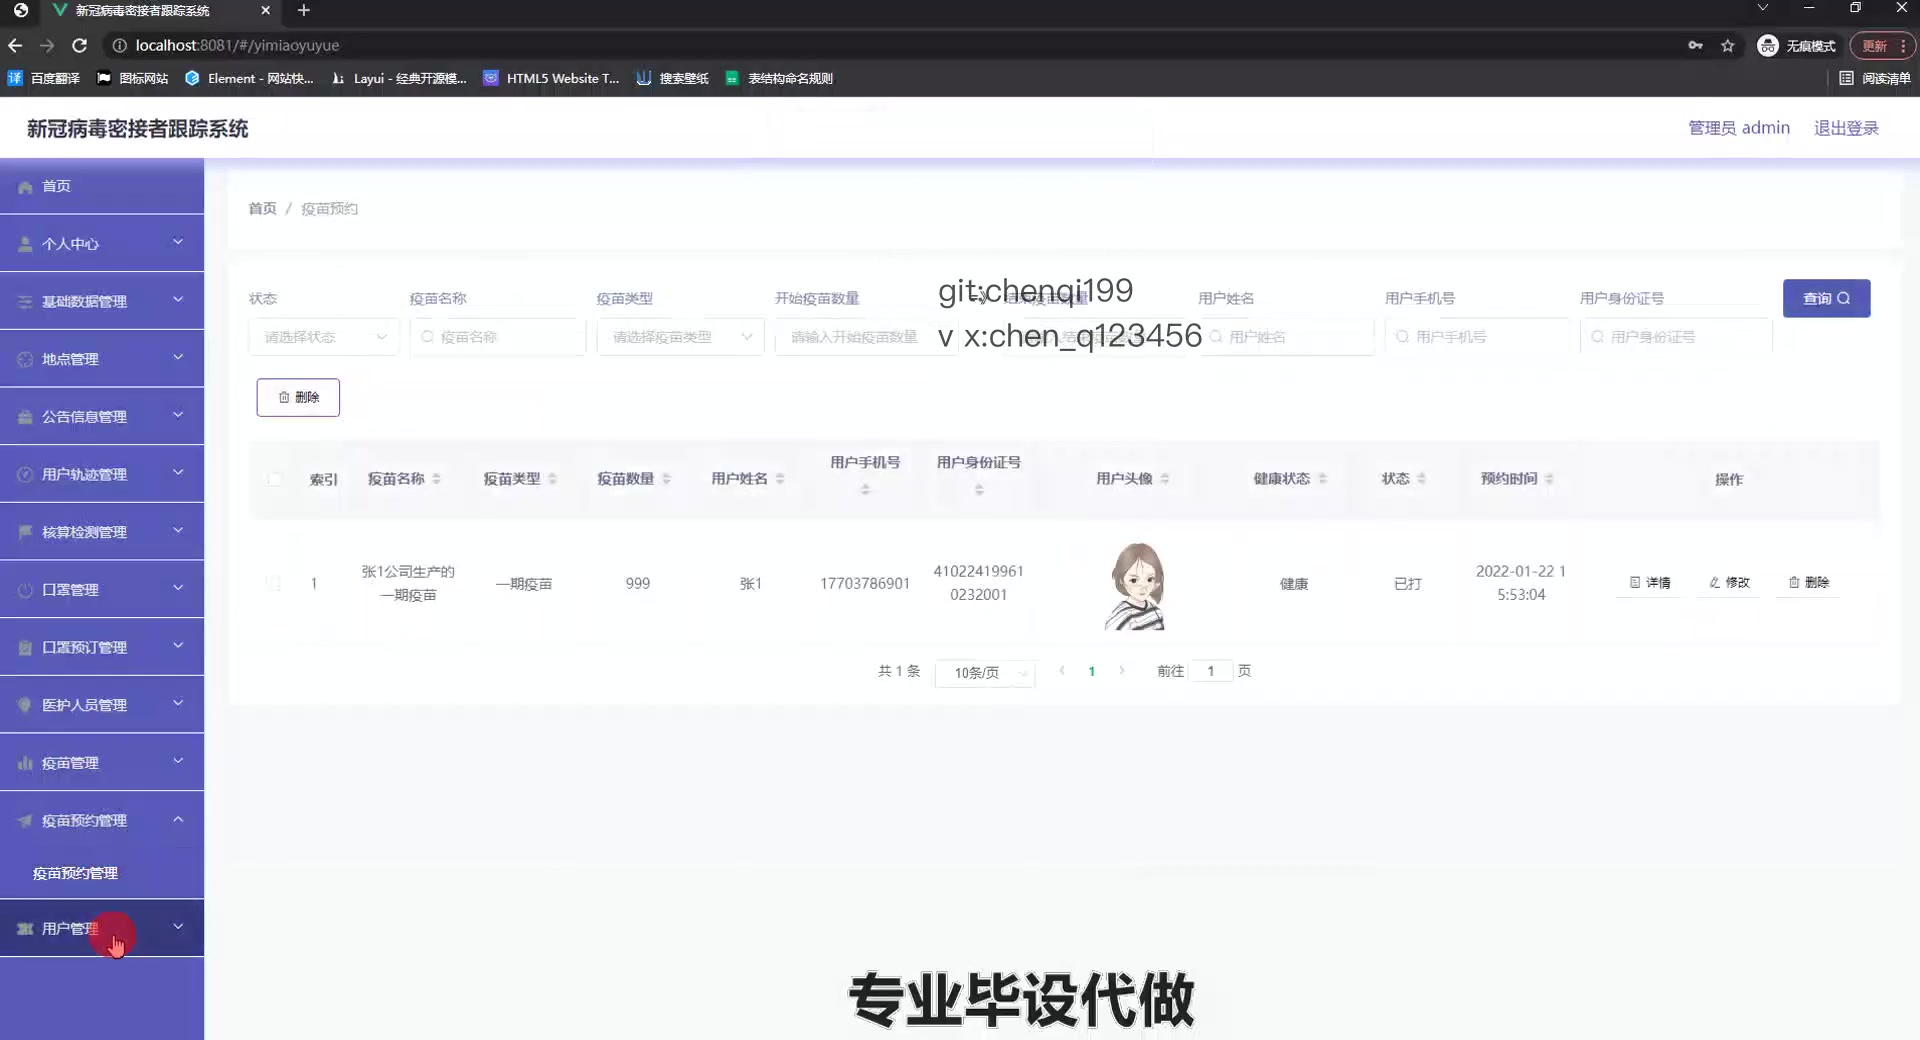 新冠病毒密接者跟踪系统
localhost:8081/#/yimiaoyuyue
无痕模式
更新
百度翻译
图标网站
Element - 网站快...
Layui - 经典开源模...
HTML5 Website T...
搜索壁纸
表结构命名规则
阅读清单
新冠病毒密接者跟踪系统
管理员 admin
退出登录
首页
个人中心
基础数据管理
地点管理
公告信息管理
用户轨迹管理
核算检测管理
口罩管理
口罩预订管理
医护人员管理
疫苗管理
疫苗预约管理
疫苗预约管理
用户管理
首页 / 疫苗预约
状态
疫苗名称
疫苗类型
开始疫苗数量
用户姓名
用户手机号
用户身份证号
查询
git:chenqi199
v x:chen_q123456
请选择状态
疫苗名称
请选择疫苗类型
请输入开始疫苗数量
用户姓名
用户手机号
用户身份证号
删除
索引
疫苗名称
疫苗类型
疫苗数量
用户姓名
用户手机号
用户身份证号
用户头像
健康状态
状态
预约时间
操作
1
张1公司生产的
一期疫苗
一期疫苗
999
张1
17703786901
41022419961
0232001
健康
已打
2022-01-22 1
5:53:04
详情
修改
删除
共 1 条
10条/页
1
前往
1
页
专业毕设代做